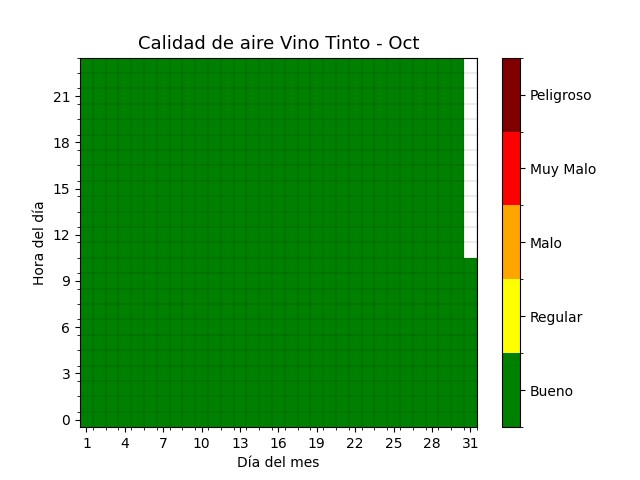 Calidad de aire Vino Tinto - Oct
Hora del día
21
18
15
12
9
6
3
0
1 4 7 10 13 16 19 22 25 28 31
Día del mes
Peligroso
Muy Malo
Malo
Regular
Bueno